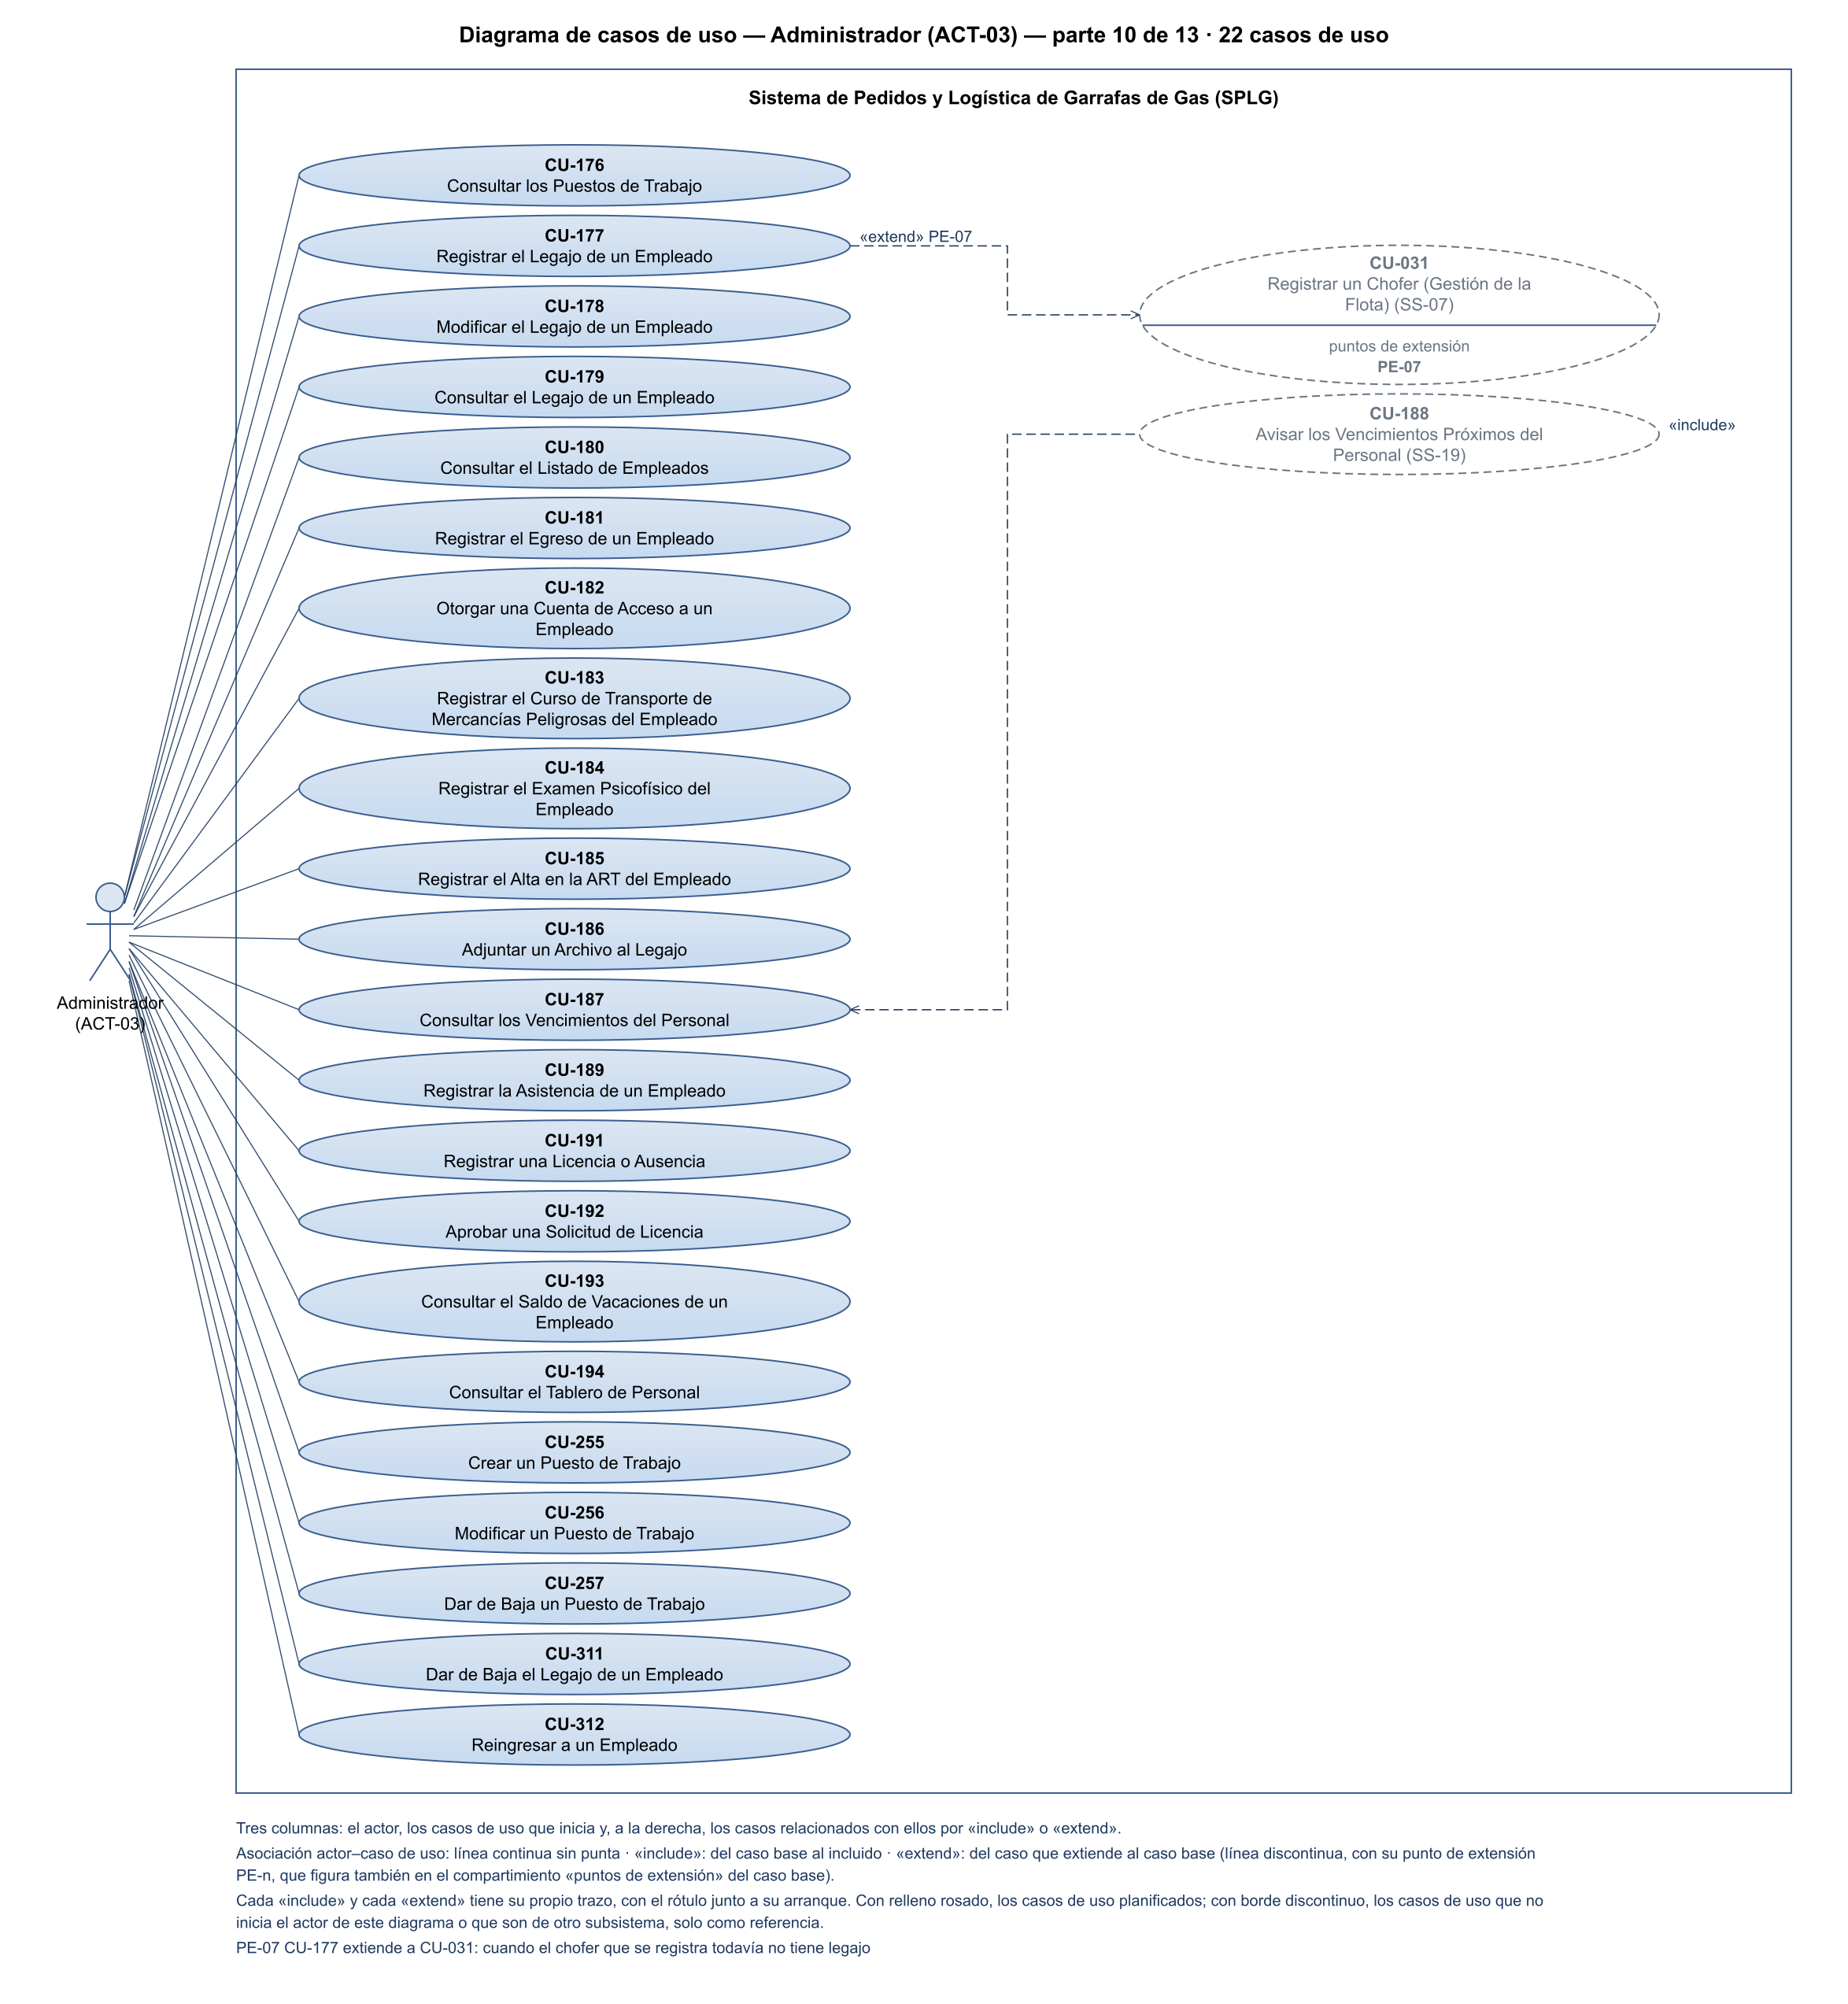 Diagrama de casos de uso — Administrador (ACT-03) — parte 10 de 13 · 22 casos de uso
Sistema de Pedidos y Logística de Garrafas de Gas (SPLG)
CU-176
Consultar los Puestos de Trabajo
CU-177
Registrar el Legajo de un Empleado
«extend» PE-07
CU-031
Registrar un Chofer (Gestión de la
Flota) (SS-07)
puntos de extensión
PE-07
CU-178
Modificar el Legajo de un Empleado
CU-179
Consultar el Legajo de un Empleado
CU-188
Avisar los Vencimientos Próximos del
Personal (SS-19)
«include»
CU-180
Consultar el Listado de Empleados
CU-181
Registrar el Egreso de un Empleado
CU-182
Otorgar una Cuenta de Acceso a un
Empleado
CU-183
Registrar el Curso de Transporte de
Mercancías Peligrosas del Empleado
CU-184
Registrar el Examen Psicofísico del
Empleado
CU-185
Registrar el Alta en la ART del Empleado
CU-186
Adjuntar un Archivo al Legajo
Administrador
(ACT-03)
CU-187
Consultar los Vencimientos del Personal
CU-189
Registrar la Asistencia de un Empleado
CU-191
Registrar una Licencia o Ausencia
CU-192
Aprobar una Solicitud de Licencia
CU-193
Consultar el Saldo de Vacaciones de un
Empleado
CU-194
Consultar el Tablero de Personal
CU-255
Crear un Puesto de Trabajo
CU-256
Modificar un Puesto de Trabajo
CU-257
Dar de Baja un Puesto de Trabajo
CU-311
Dar de Baja el Legajo de un Empleado
CU-312
Reingresar a un Empleado
Tres columnas: el actor, los casos de uso que inicia y, a la derecha, los casos relacionados con ellos por «include» o «extend».
Asociación actor–caso de uso: línea continua sin punta · «include»: del caso base al incluido · «extend»: del caso que extiende al caso base (línea discontinua, con su punto de extensión
PE-n, que figura también en el compartimiento «puntos de extensión» del caso base).
Cada «include» y cada «extend» tiene su propio trazo, con el rótulo junto a su arranque. Con relleno rosado, los casos de uso planificados; con borde discontinuo, los casos de uso que no
inicia el actor de este diagrama o que son de otro subsistema, solo como referencia.
PE-07 CU-177 extiende a CU-031: cuando el chofer que se registra todavía no tiene legajo